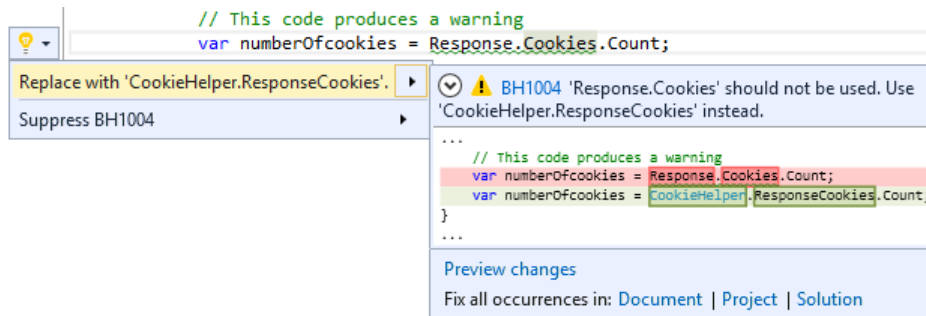 // This code produces a warning
var numberOfcookies = Response.Cookies.Count;
Replace with 'CookieHelper.ResponseCookies'.
Suppress BH1004
BH1004 'Response.Cookies' should not be used. Use
'CookieHelper.ResponseCookies' instead.
...
// This code produces a warning
var numberOfcookies = Response.Cookies.Count;
var numberOfcookies = CookieHelper.ResponseCookies.Count;
}
...
Preview changes
Fix all occurrences in: Document | Project | Solution